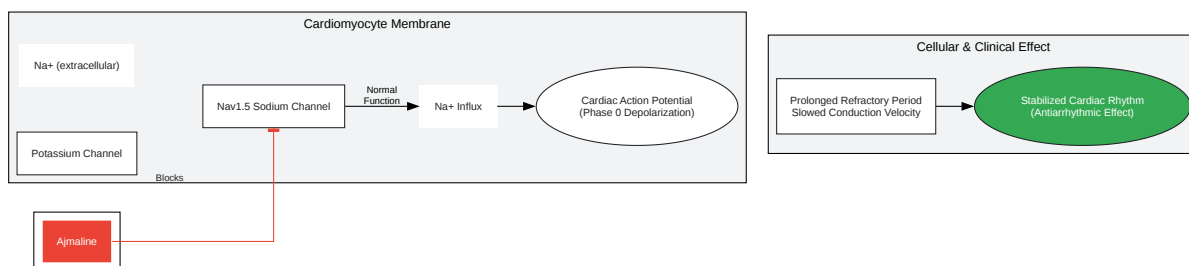 Cardiomyocyte Membrane
Na+ (extracellular)
Nav1.5 Sodium Channel
Normal
Function
Na+ Influx
Cardiac Action Potential
(Phase 0 Depolarization)
Potassium Channel
Blocks
Ajmaline
Cellular & Clinical Effect
Prolonged Refractory Period
Slowed Conduction Velocity
Stabilized Cardiac Rhythm
(Antiarrhythmic Effect)